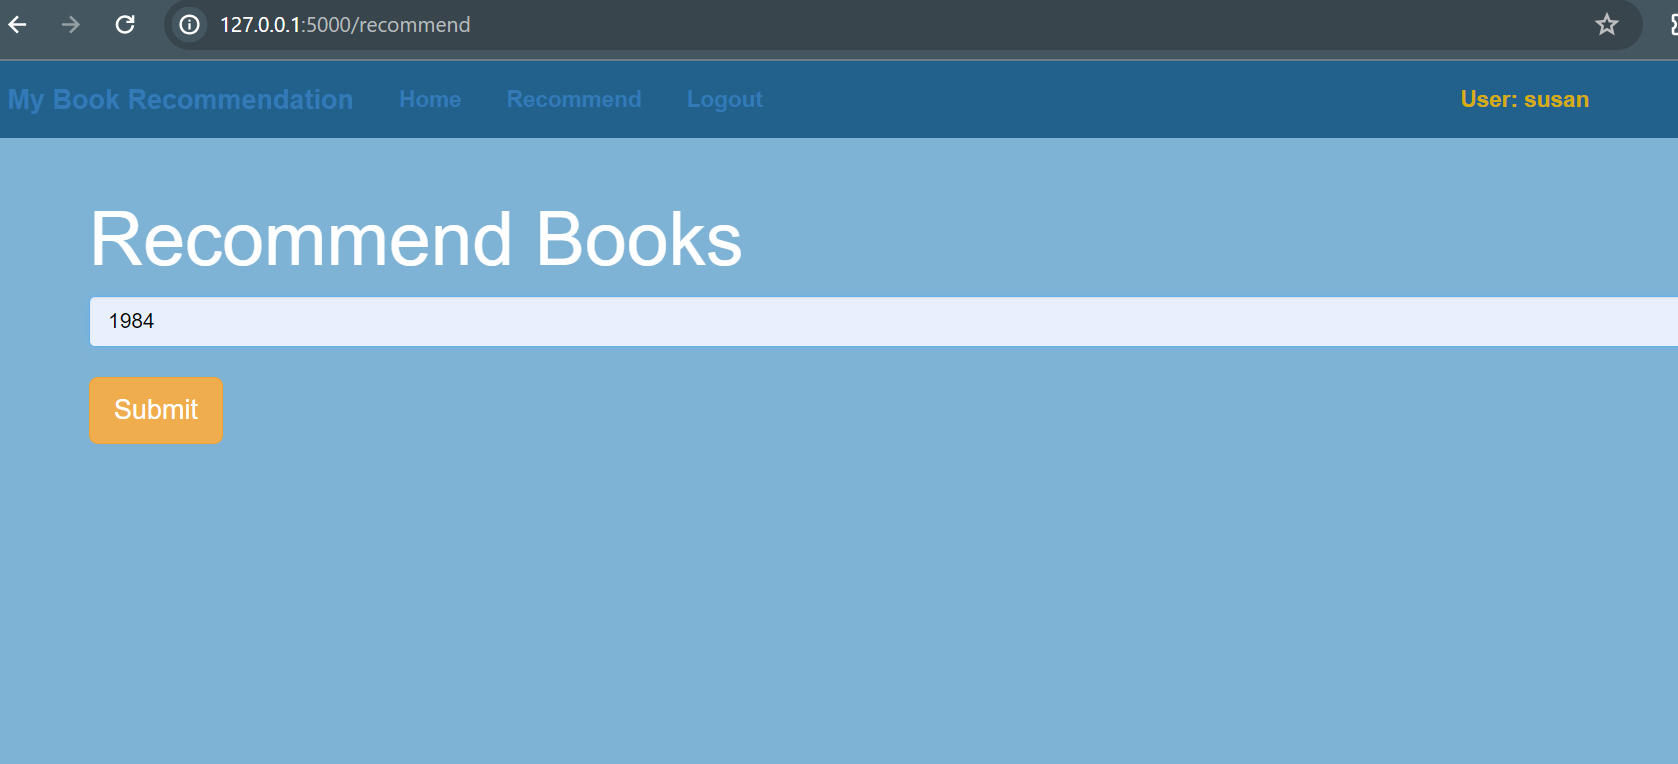 127.0.0.1:5000/recommend
My Book Recommendation Home Recommend Logout User: susan
Recommend Books
1984
Submit